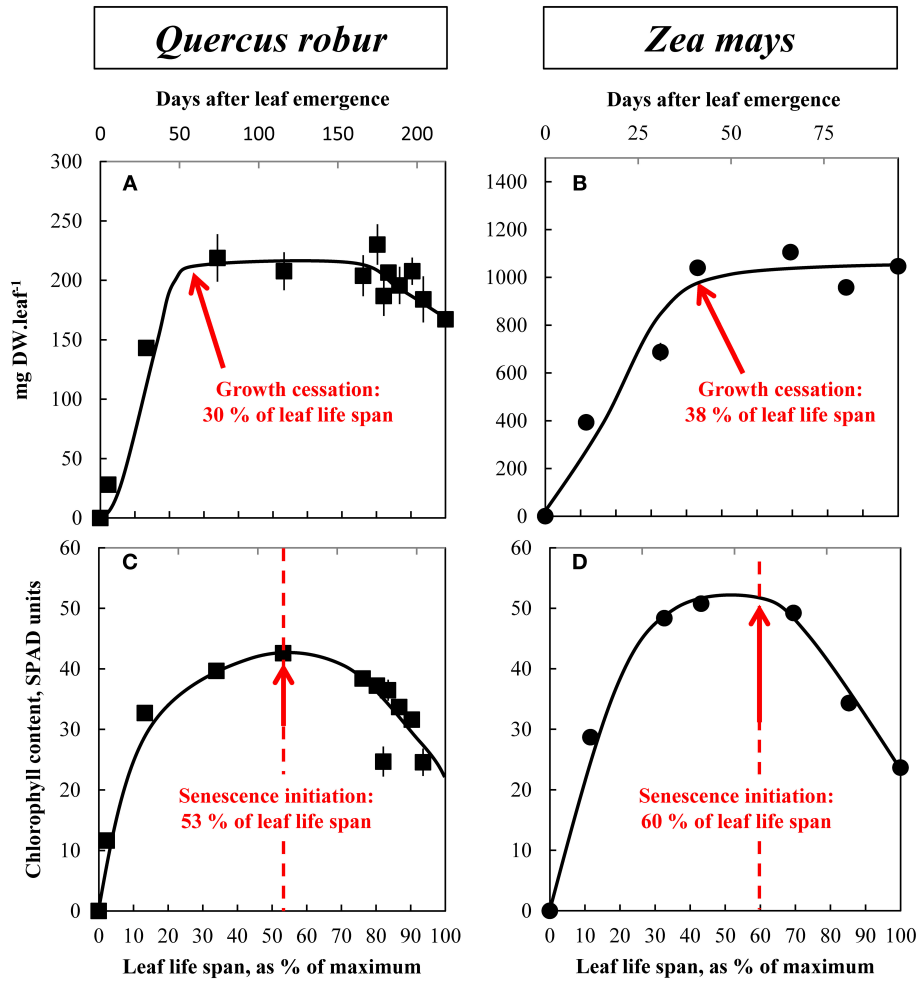 Quercus robur
Zea mays
Days after leaf emergence
Days after leaf emergence
0 50 100 150 200
0 25 50 75
mg DW.leaf⁻¹
300
250
200
150
100
50
0
A
Growth cessation:
30 % of leaf life span
1400
1200
1000
800
600
400
200
0
B
Growth cessation:
38 % of leaf life span
Chlorophyll content, SPAD units
60
50
40
30
20
10
0
C
Senescence initiation:
53 % of leaf life span
60
50
40
30
20
10
0
D
Senescence initiation:
60 % of leaf life span
0 10 20 30 40 50 60 70 80 90 100
0 10 20 30 40 50 60 70 80 90 100
Leaf life span, as % of maximum
Leaf life span, as % of maximum